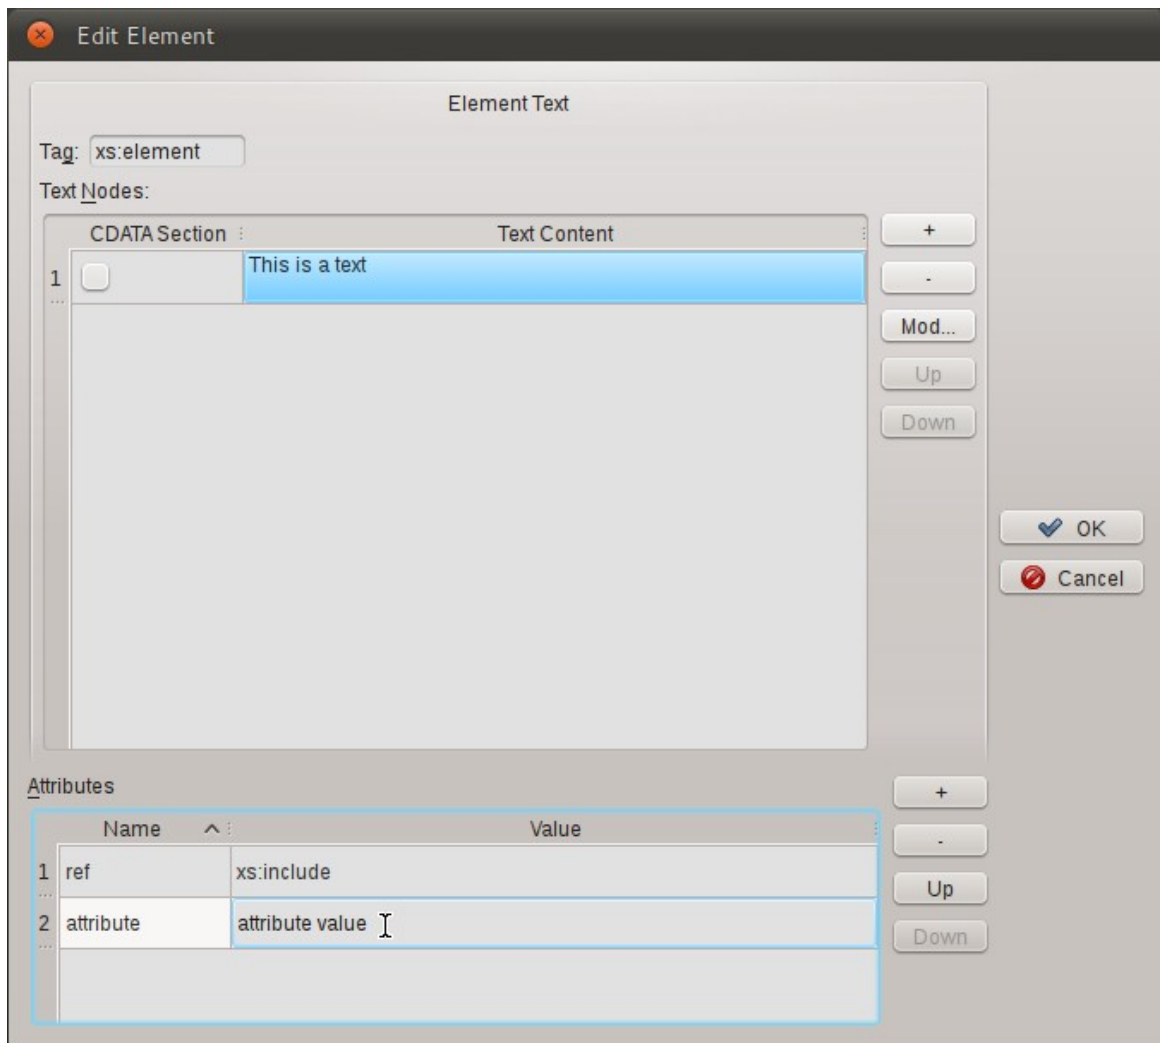 Edit Element
Element Text
Tag: xs:element
Text Nodes:
CDATA Section Text Content
+
1 This is a text
-
Mod...
Up
Down
OK
Cancel
Attributes
+
Name Value
-
1 ref xs:include
Up
2 attribute attribute value
Down